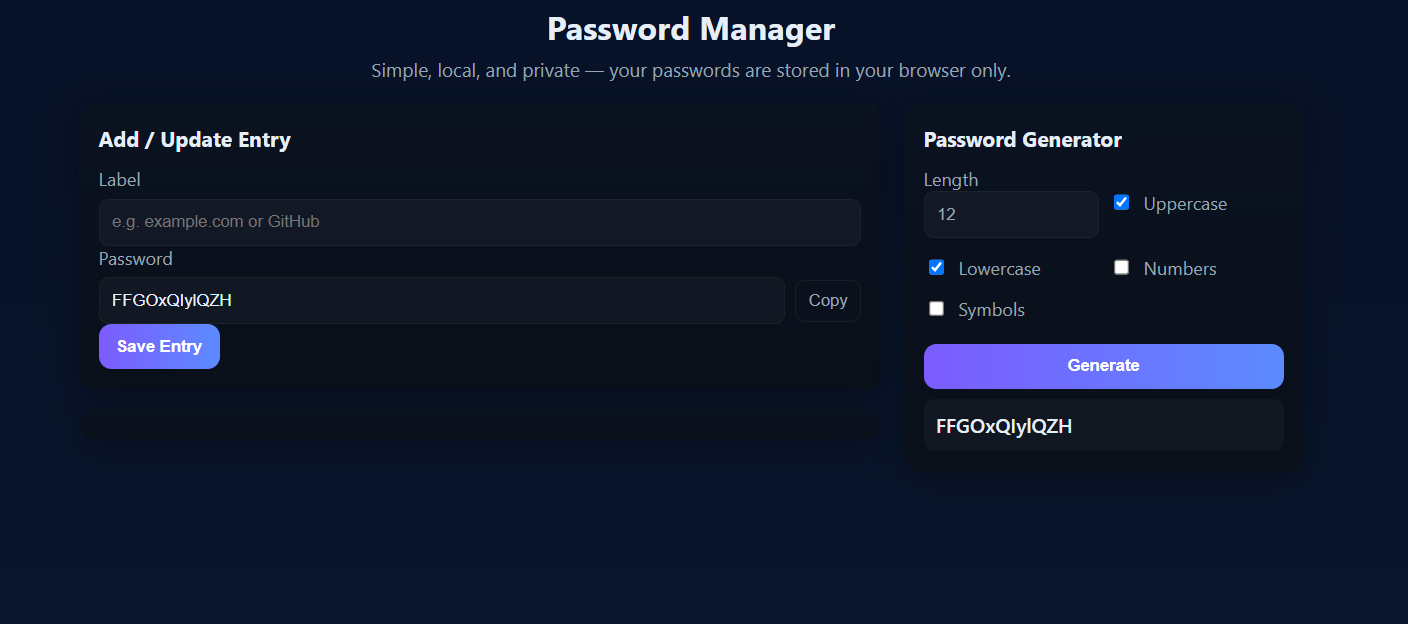 Password Manager
Simple, local, and private — your passwords are stored in your browser only.
Add / Update Entry
Label
e.g. example.com or GitHub
Password
FFGOxQIylQZH
Copy
Save Entry
Password Generator
Length
12
Uppercase
Lowercase
Numbers
Symbols
Generate
FFGOxQIylQZH